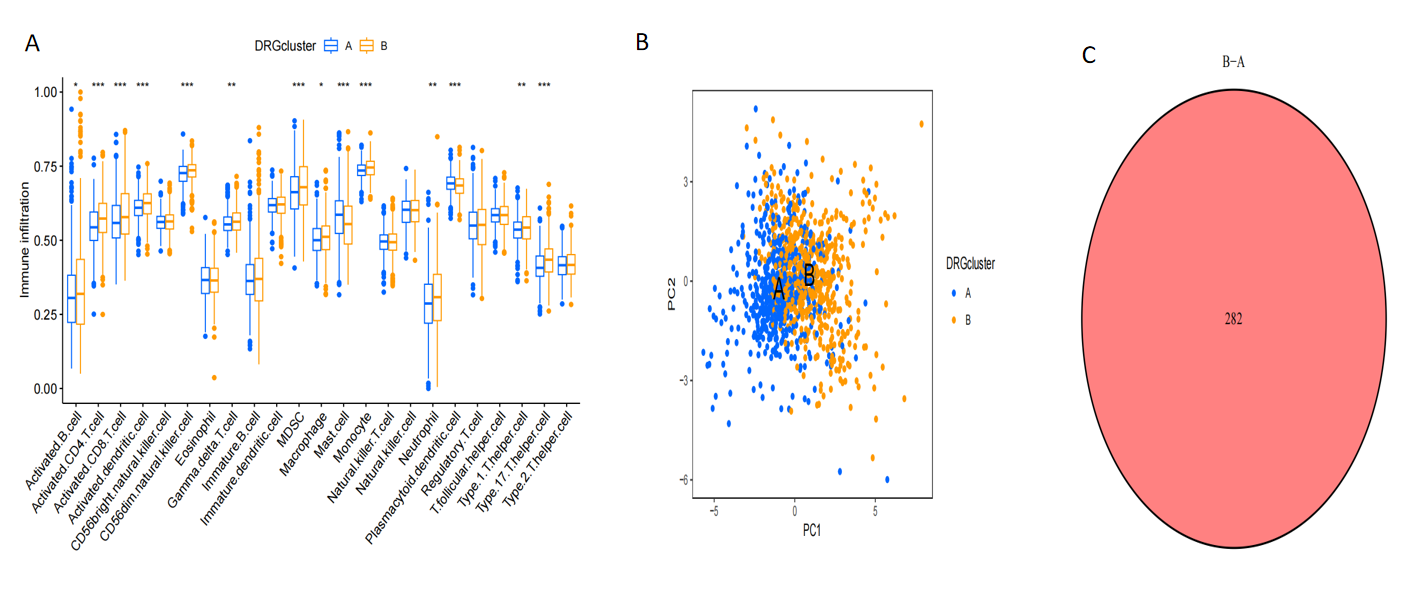 A
DRGcluster A B
* *** *** *** *** ** *** * *** *** ** *** ** ***
Immune infiltration
1.00
0.75
0.50
0.25
0.00
Activated.B.cell
Activated.CD4.T.cell
Activated.CD8.T.cell
Activated.dendritic.cell
CD56bright.natural.killer.cell
CD56dim.natural.killer.cell
Eosinophil
Gamma.delta.T.cell
Immature.B.cell
Immature.dendritic.cell
MDSC
Macrophage
Mast.cell
Monocyte
Natural.killer.T.cell
Natural.killer.cell
Neutrophil
Plasmacytoid.dendritic.cell
Regulatory.T.cell
T.follicular.helper.cell
Type.1.T.helper.cell
Type.17.T.helper.cell
Type.2.T.helper.cell
B
PC2
3
0
-3
-6
A
B
-5 0 5
PC1
DRGcluster
A
B
C
B-A
282